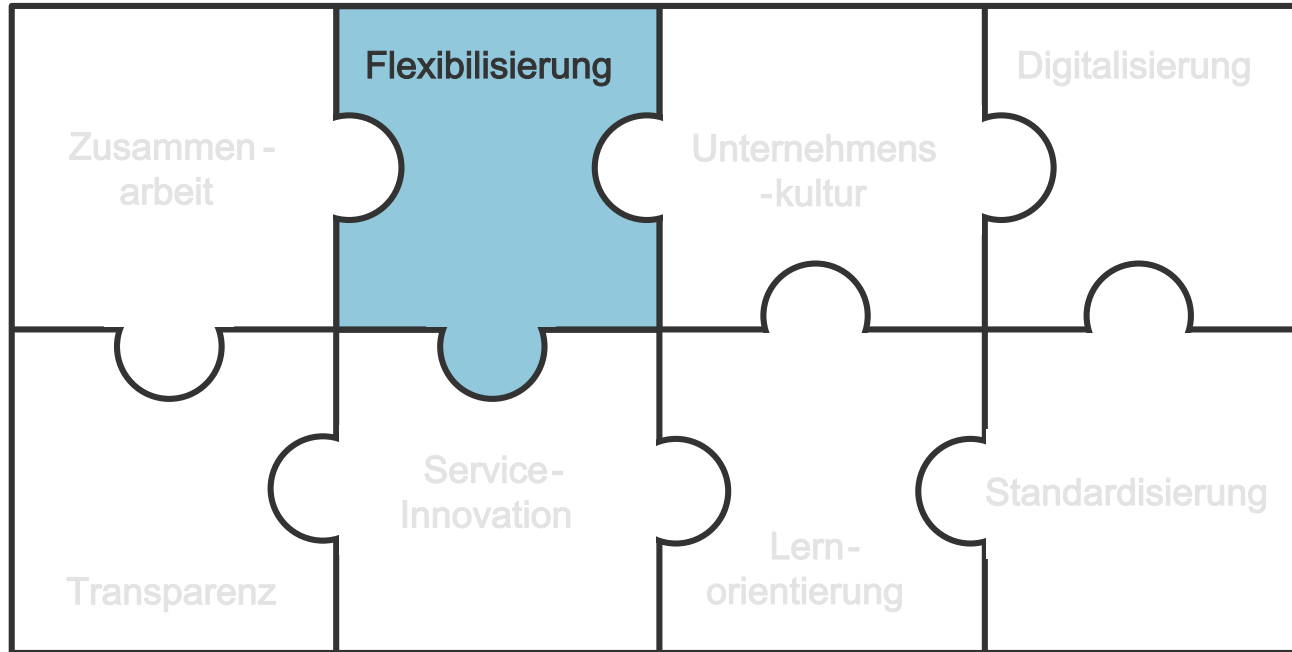 Zusammen-
arbeit
Flexibilisierung
Unternehmens
-kultur
Digitalisierung
Transparenz
Service-
Innovation
Lern-
orientierung
Standardisierung